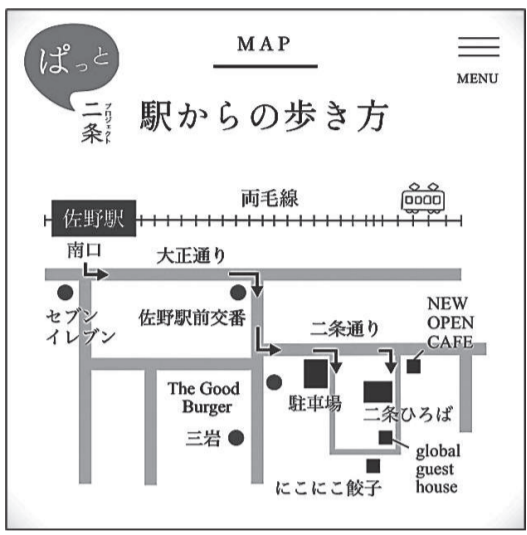 ぱっと
二条
プロジェクト
MAP
MENU
駅からの歩き方
両毛線
佐野駅
南口
大正通り
セブン
イレブン
佐野駅前交番
二条通り
NEW
OPEN
CAFE
The Good
Burger
駐車場
二条ひろば
三岩
global
guest
house
にこにこ餃子